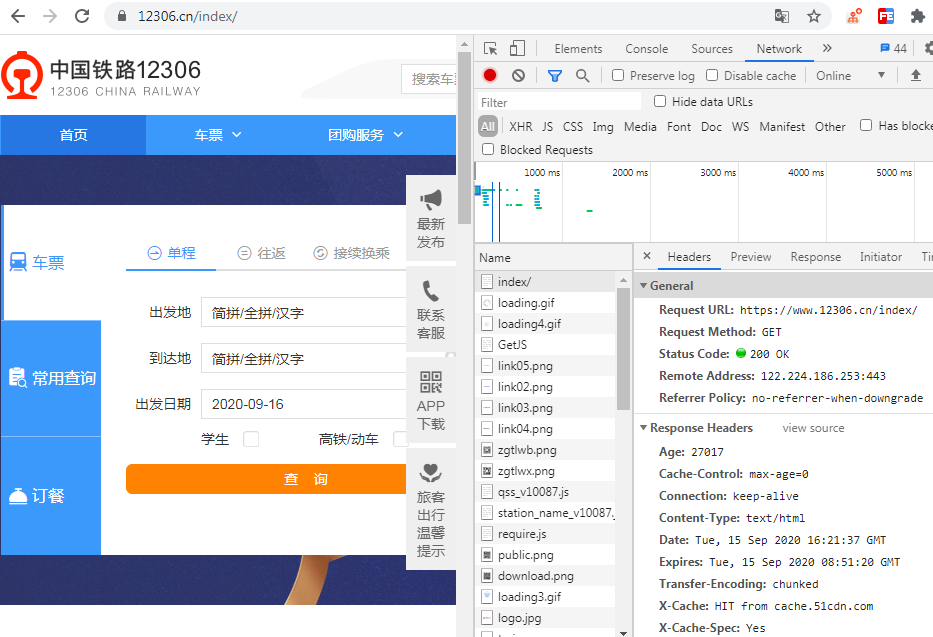 12306.cn/index/
中国铁路12306
12306 CHINA RAILWAY
搜索车票
首页 车票 团购服务
最新
发布
车票
单程 往返 接续换乘
联系
客服
出发地 简拼/全拼/汉字
到达地 简拼/全拼/汉字
常用查询
APP
下载
出发日期 2020-09-16
学生 高铁/动车
查 询
订餐
旅客
出行
温馨
提示
Elements Console Sources Network » 44
Preserve log Disable cache Online
Filter Hide data URLs
All XHR JS CSS Img Media Font Doc WS Manifest Other Has blocke
Blocked Requests
1000 ms 2000 ms 3000 ms 4000 ms 5000 ms
Name
index/
loading.gif
loading4.gif
GetJS
link05.png
link02.png
link03.png
link04.png
zgtlwb.png
zgtlwx.png
qss_v10087.js
station_name_v10087.
require.js
public.png
download.png
loading3.gif
logo.jpg
× Headers Preview Response Initiator Ti
General
Request URL: https://www.12306.cn/index/
Request Method: GET
Status Code: 200 OK
Remote Address: 122.224.186.253:443
Referrer Policy: no-referrer-when-downgrade
Response Headers view source
Age: 27017
Cache-Control: max-age=0
Connection: keep-alive
Content-Type: text/html
Date: Tue, 15 Sep 2020 16:21:37 GMT
Expires: Tue, 15 Sep 2020 08:51:20 GMT
Transfer-Encoding: chunked
X-Cache: HIT from cache.51cdn.com
X-Cache-Spec: Yes